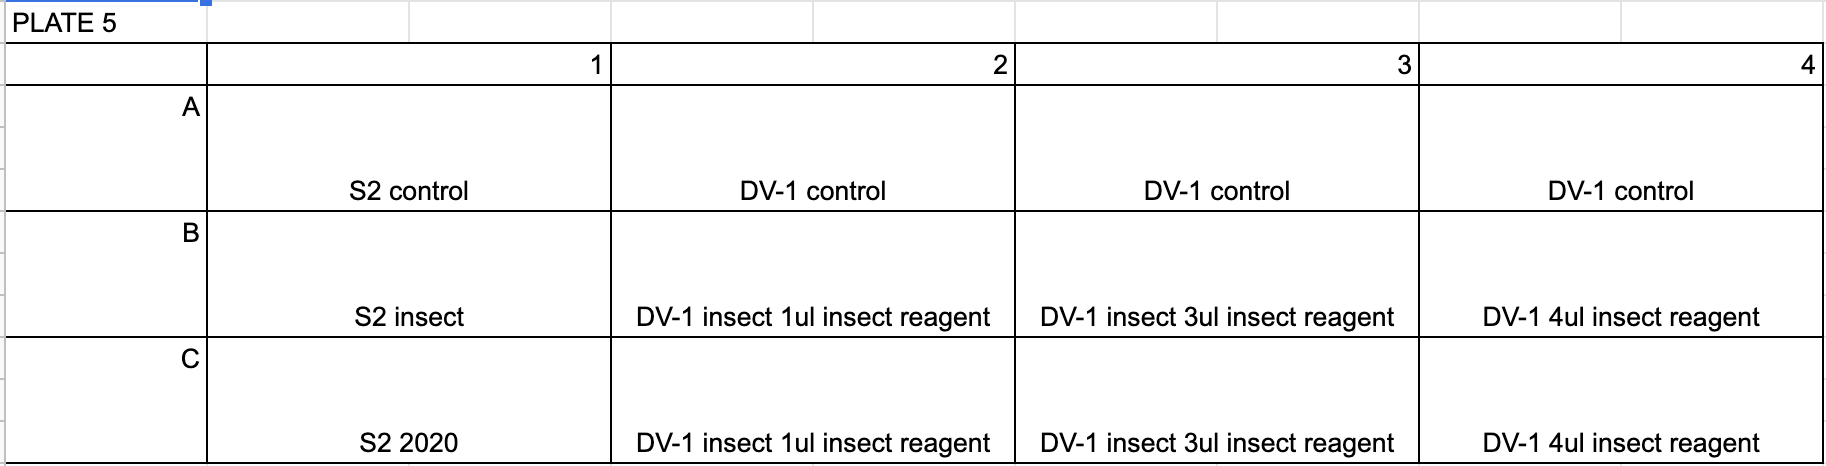 PLATE 5
1 2 3 4
A
S2 control DV-1 control DV-1 control DV-1 control
B
S2 insect DV-1 insect 1ul insect reagent DV-1 insect 3ul insect reagent DV-1 4ul insect reagent
C
S2 2020 DV-1 insect 1ul insect reagent DV-1 insect 3ul insect reagent DV-1 4ul insect reagent